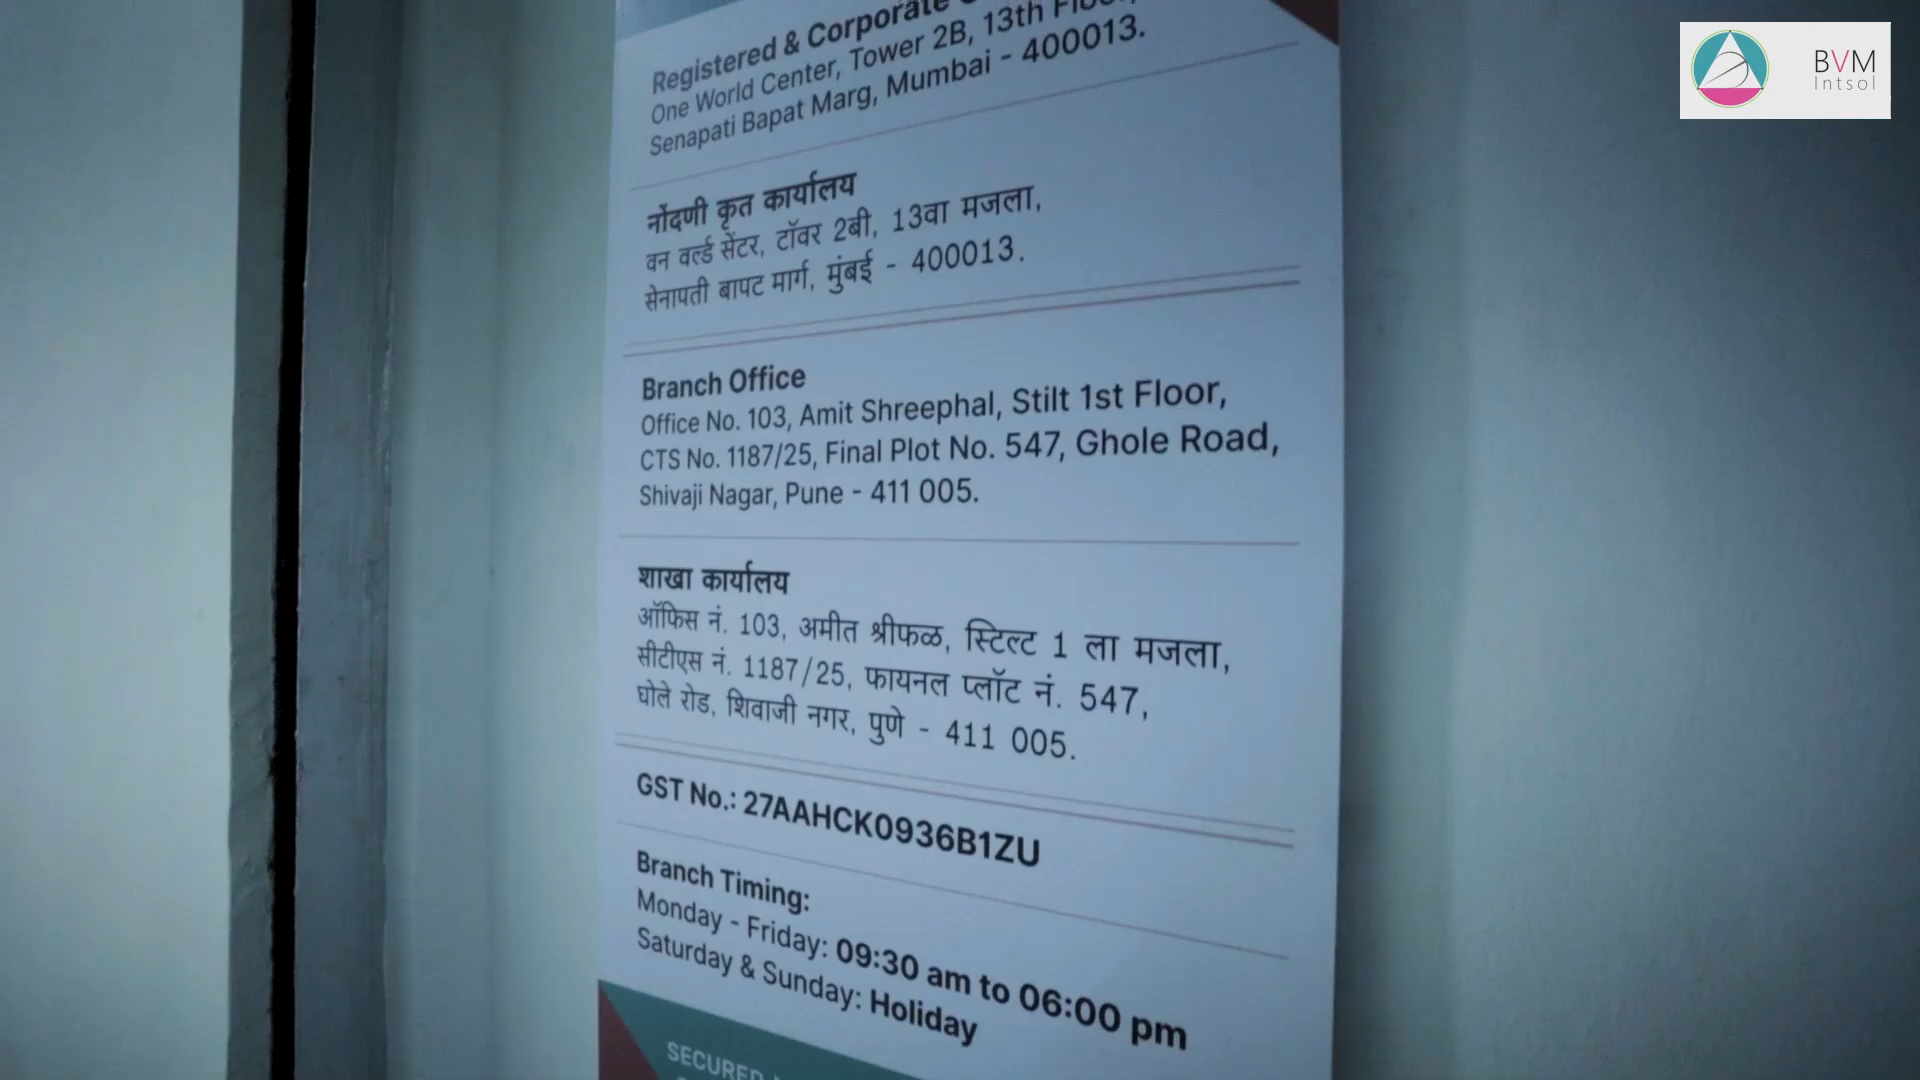 Registered & Corporate
One World Center, Tower 2B, 13th Floor,
Senapati Bapat Marg, Mumbai - 400013.
नोंदणी कृत कार्यालय
वन वर्ल्ड सेंटर, टॉवर 2बी, 13वा मजला,
सेनापती बापट मार्ग, मुंबई - 400013.
Branch Office
Office No. 103, Amit Shreephal, Stilt 1st Floor,
CTS No. 1187/25, Final Plot No. 547, Ghole Road,
Shivaji Nagar, Pune - 411 005.
शाखा कार्यालय
ऑफिस नं. 103, अमीत श्रीफळ, स्टिल्ट 1 ला मजला,
सीटीएस नं. 1187/25, फायनल प्लॉट नं. 547,
घोले रोड, शिवाजी नगर, पुणे - 411 005.
GST No.: 27AAHCK0936B1ZU
Branch Timing:
Monday - Friday: 09:30 am to 06:00 pm
Saturday & Sunday: Holiday
SECURED
BVM
Intsol